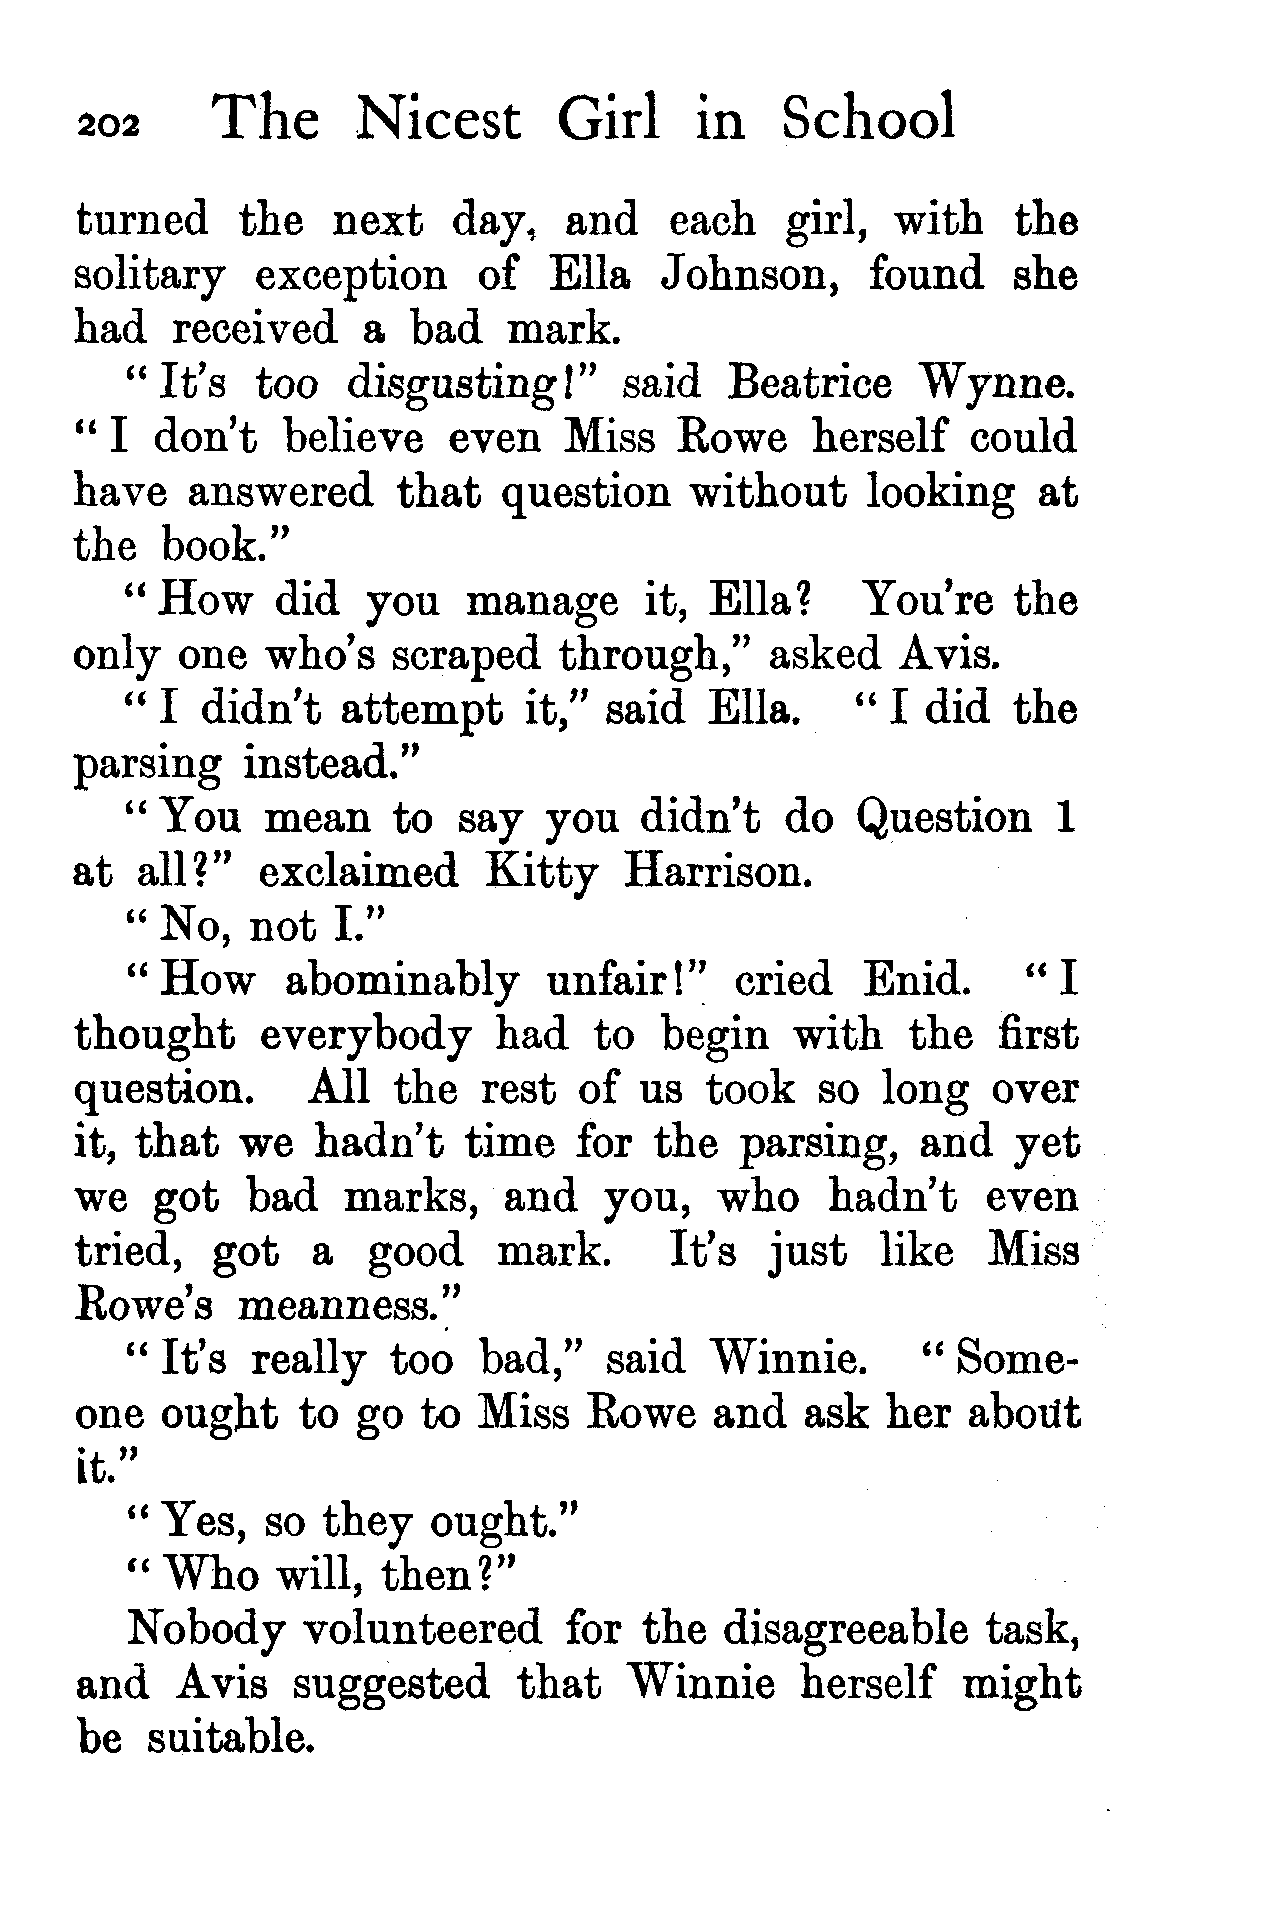 202 The Nicest Girl in School
turned the next day, and each girl, with the
solitary exception of Ella Johnson, found she
had received a bad mark.
“It's too disgusting!” said Beatrice Wynne.
“I don't believe even Miss Rowe herself could
have answered that question without looking at
the book.”
“How did you manage it, Ella? You're the
only one who's scraped through,” asked Avis.
“I didn't attempt it,” said Ella. “I did the
parsing instead.”
“You mean to say you didn't do Question 1
at all?” exclaimed Kitty Harrison.
“No, not I.”
“How abominably unfair!” cried Enid. “I
thought everybody had to begin with the first
question. All the rest of us took so long over
it, that we hadn't time for the parsing, and yet
we got bad marks, and you, who hadn't even
tried, got a good mark. It's just like Miss
Rowe's meanness.”
“It's really too bad,” said Winnie. “Some-
one ought to go to Miss Rowe and ask her about
it.”
“Yes, so they ought.”
“Who will, then?”
Nobody volunteered for the disagreeable task,
and Avis suggested that Winnie herself might
be suitable.